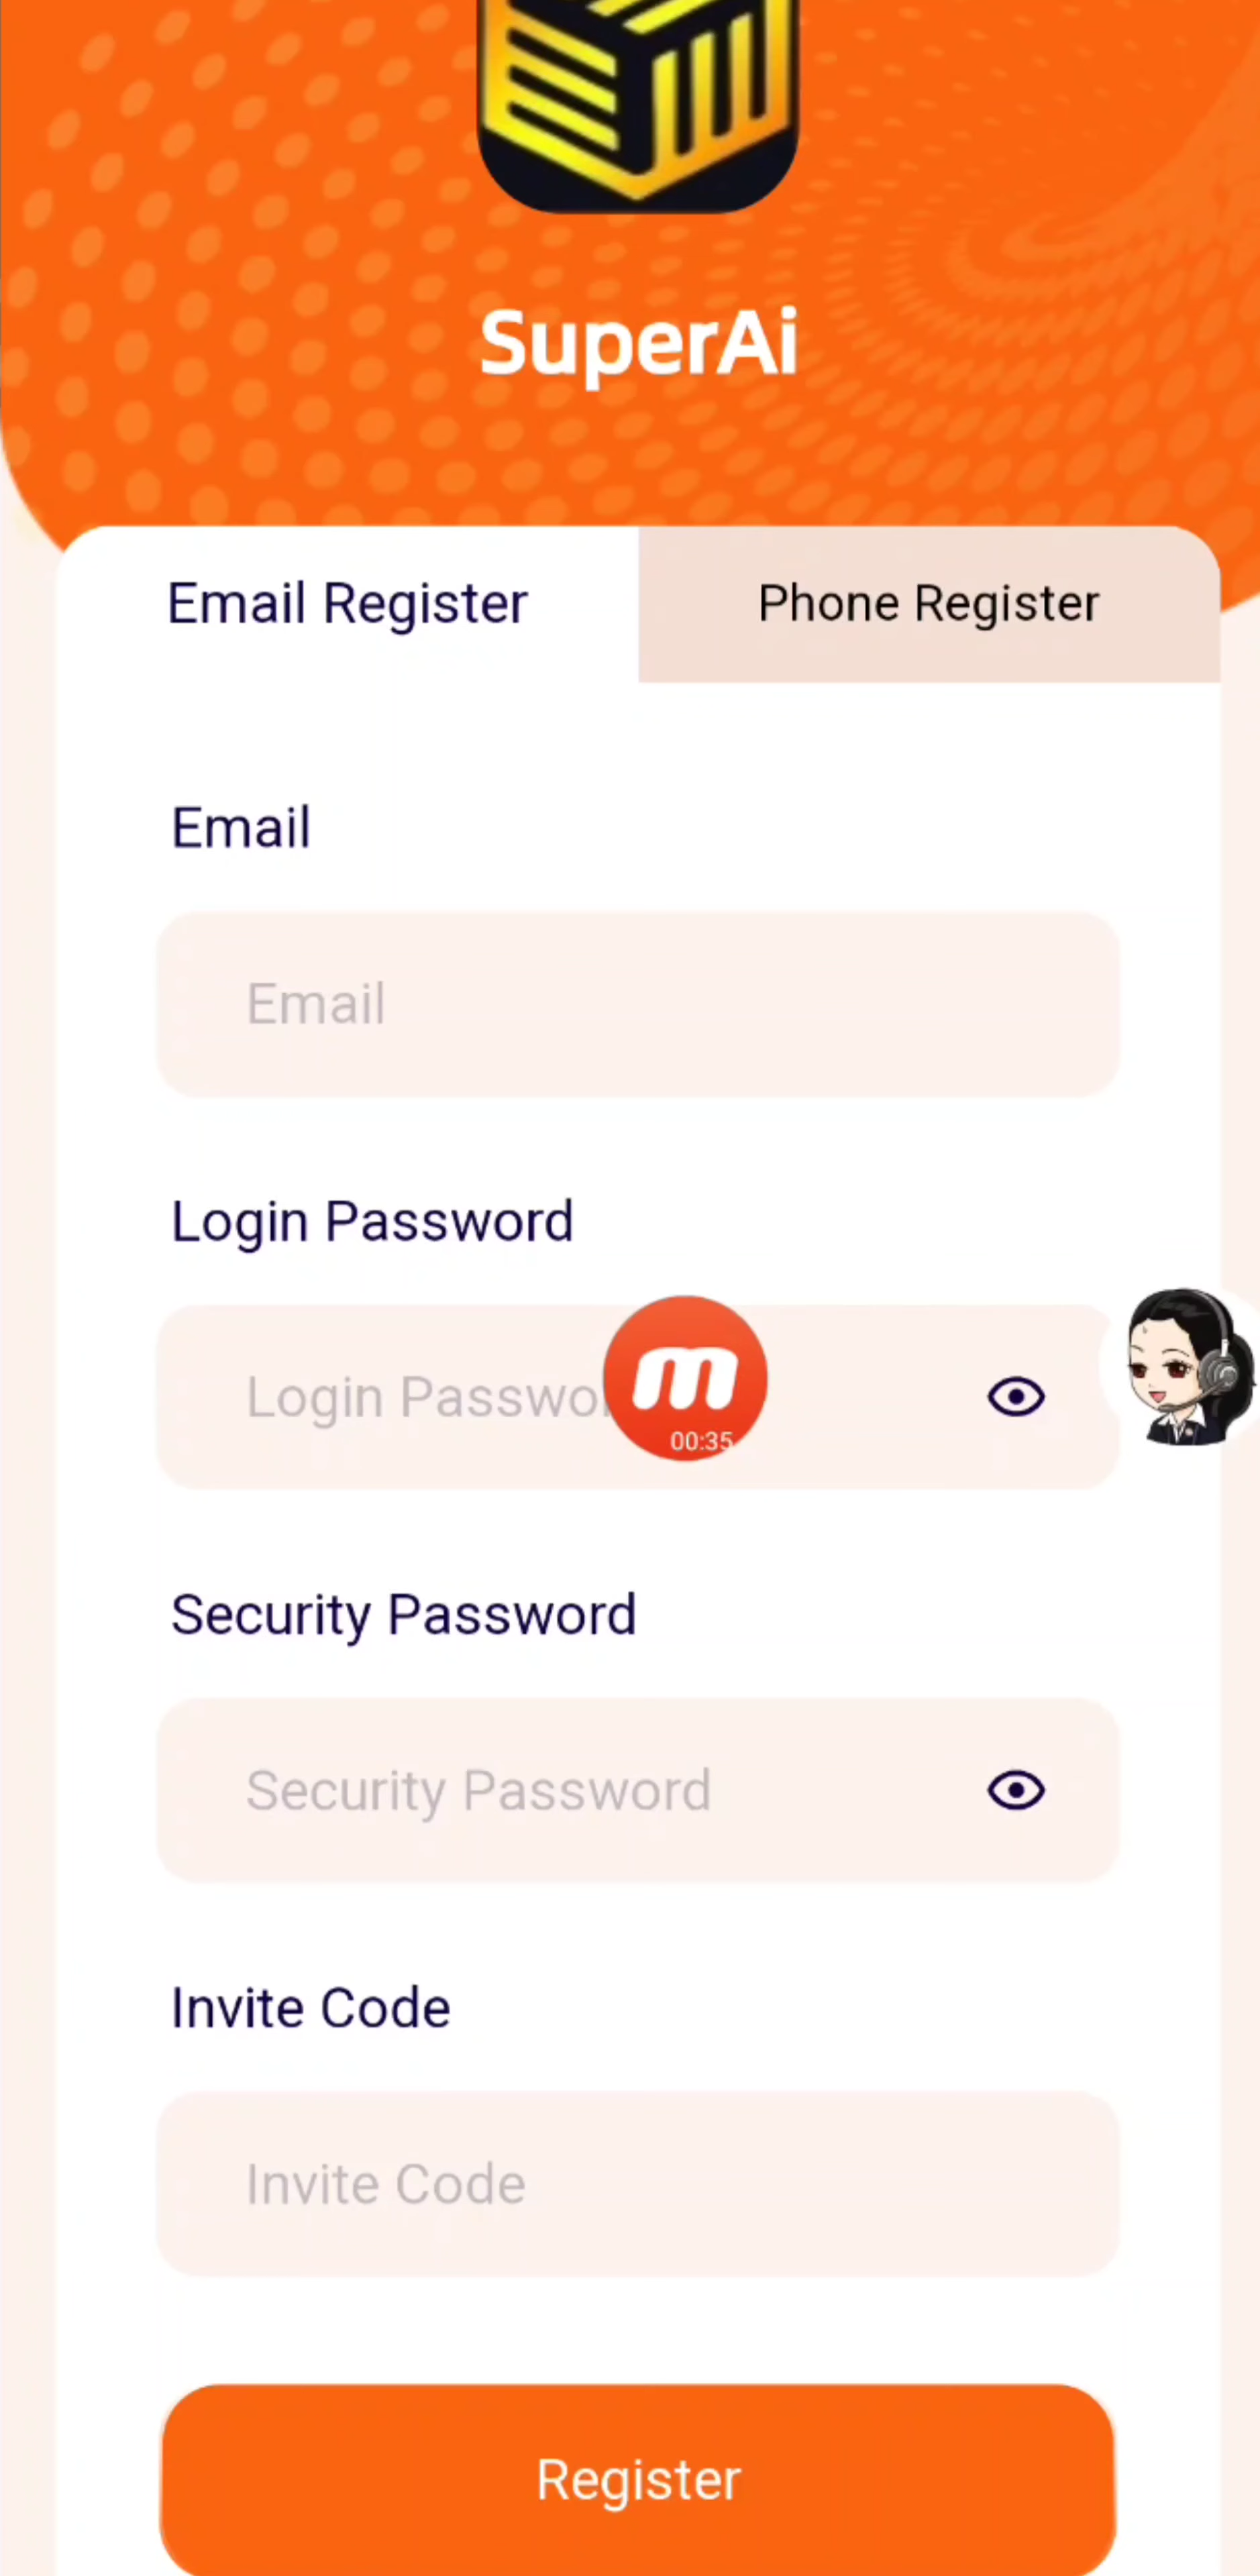 SuperAi
Email Register
Phone Register
Email
Email
Login Password
Login Passwo
m
00:35
Security Password
Security Password
Invite Code
Invite Code
Register